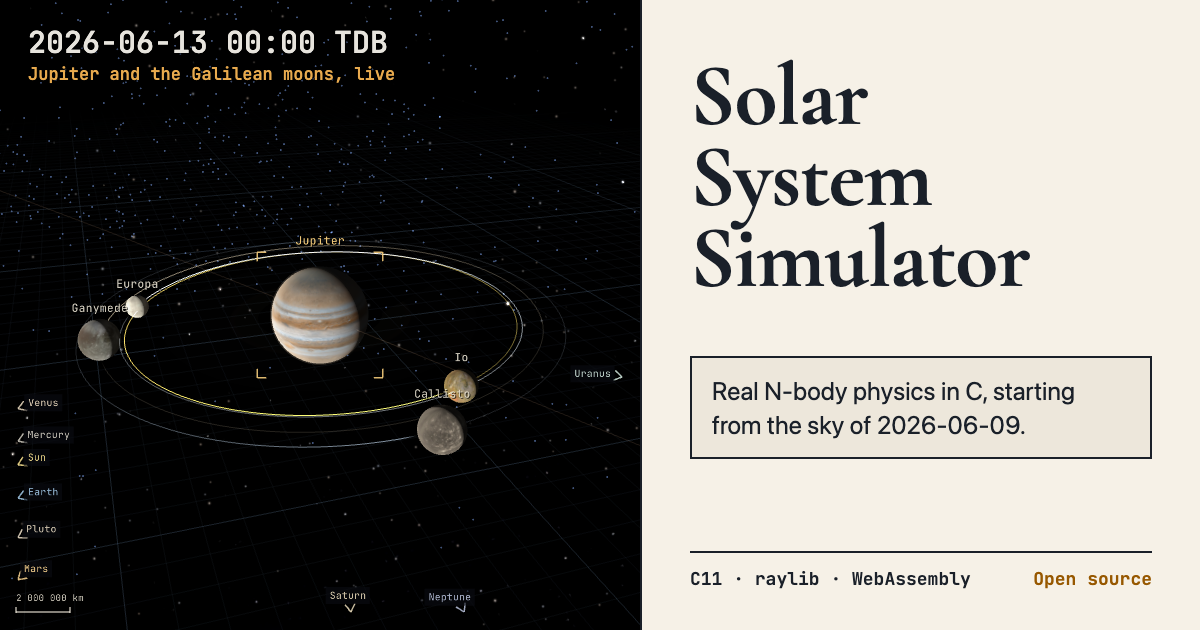 2026-06-13 00:00 TDB
Jupiter and the Galilean moons, live
Jupiter
Europa
Ganymede
Io
Callisto
Uranus
Venus
Mercury
Sun
Earth
Pluto
Mars
2 000 000 km
Saturn
Neptune
Solar
System
Simulator
Real N-body physics in C, starting
from the sky of 2026-06-09.
C11 · raylib · WebAssembly
Open source